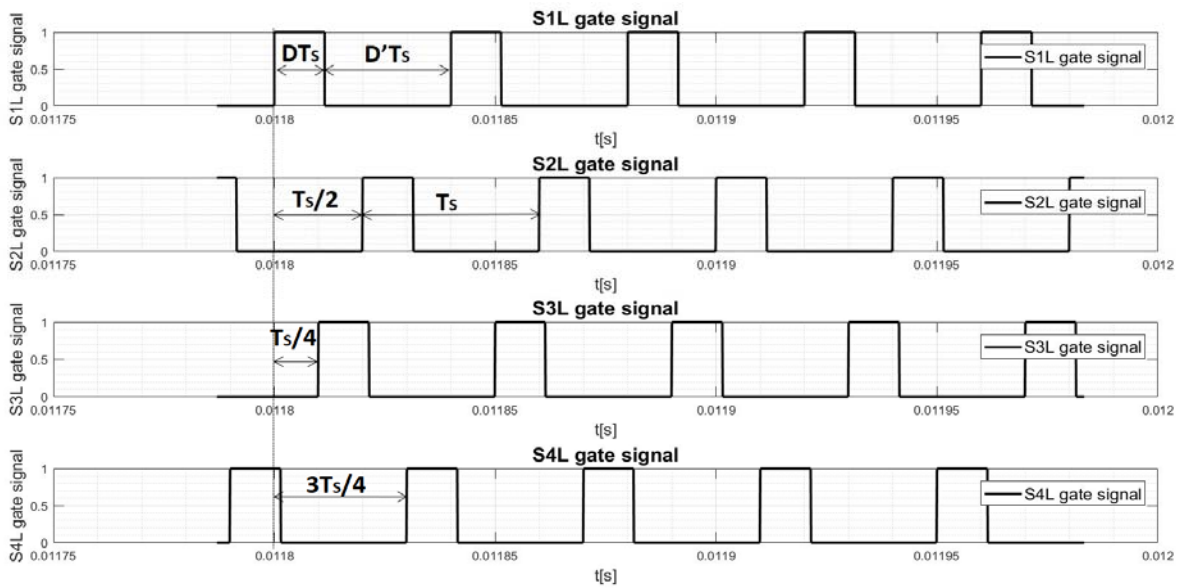 S1L gate signal
S1L gate signal
1
0.5
0
DTs
D'Ts
S1L gate signal
0.01175
0.0118
0.01185
0.0119
0.01195
0.012
t[s]
S2L gate signal
S2L gate signal
1
0.5
0
Ts/2
Ts
S2L gate signal
0.01175
0.0118
0.01185
0.0119
0.01195
0.012
t[s]
S3L gate signal
S3L gate signal
1
0.5
0
Ts/4
S3L gate signal
0.01175
0.0118
0.01185
0.0119
0.01195
0.012
t[s]
S4L gate signal
S4L gate signal
1
0.5
0
3Ts/4
S4L gate signal
0.01175
0.0118
0.01185
0.0119
0.01195
0.012
t[s]